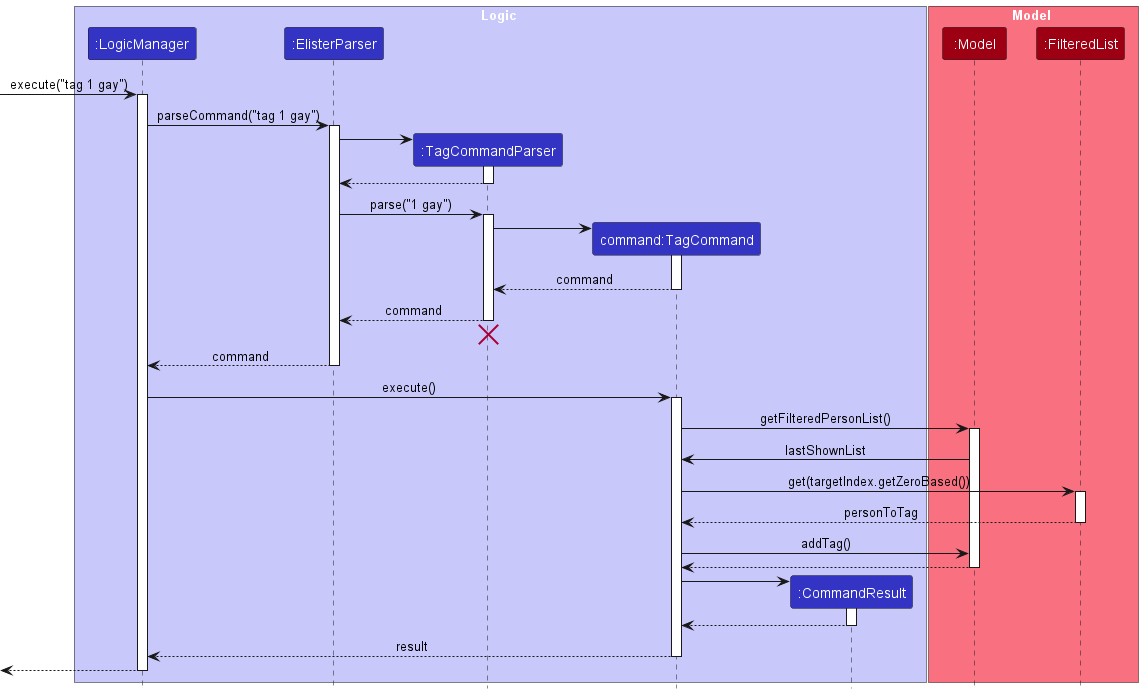 Logic
Model
:LogicManager
:ElisterParser
:Model
:FilteredList
execute("tag 1 gay")
parseCommand("tag 1 gay")
:TagCommandParser
parse("1 gay")
command:TagCommand
command
command
command
execute()
getFilteredPersonList()
lastShownList
get(targetIndex.getZeroBased())
personToTag
addTag()
:CommandResult
result